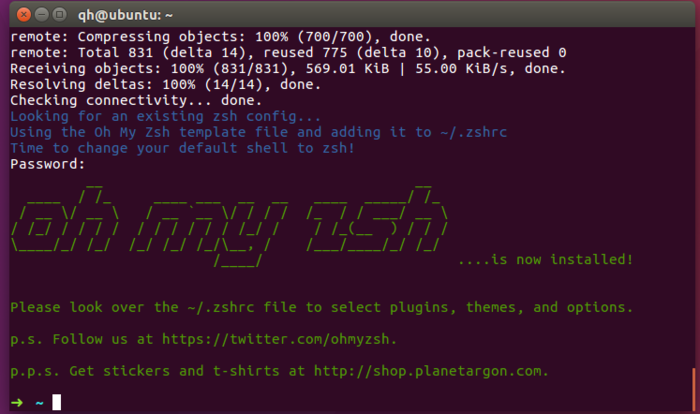 qh@ubuntu: ~
remote: Compressing objects: 100% (700/700), done.
remote: Total 831 (delta 14), reused 775 (delta 10), pack-reused 0
Receiving objects: 100% (831/831), 569.01 KiB | 55.00 KiB/s, done.
Resolving deltas: 100% (14/14), done.
Checking connectivity... done.
Looking for an existing zsh config...
Using the Oh My Zsh template file and adding it to ~/.zshrc
Time to change your default shell to zsh!
Password:
oh my zsh
....is now installed!
Please look over the ~/.zshrc file to select plugins, themes, and options.
p.s. Follow us at https://twitter.com/ohmyzsh.
p.p.s. Get stickers and t-shirts at http://shop.planetargon.com.
➜ ~